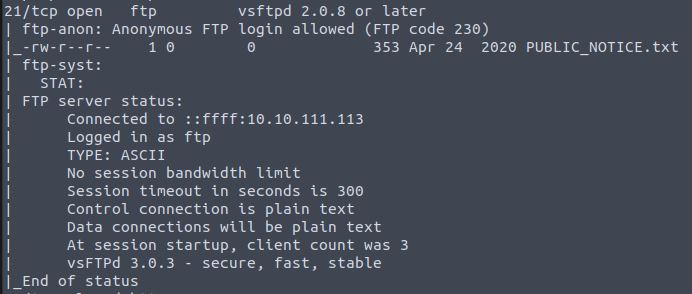 21/tcp open   ftp         vsftpd 2.0.8 or later
| ftp-anon: Anonymous FTP login allowed (FTP code 230)
|_-rw-r--r--    1 0        0             353 Apr 24  2020 PUBLIC_NOTICE.txt
| ftp-syst:
|   STAT:
| FTP server status:
|      Connected to ::ffff:10.10.111.113
|      Logged in as ftp
|      TYPE: ASCII
|      No session bandwidth limit
|      Session timeout in seconds is 300
|      Control connection is plain text
|      Data connections will be plain text
|      At session startup, client count was 3
|      vsFTPd 3.0.3 - secure, fast, stable
|_End of status